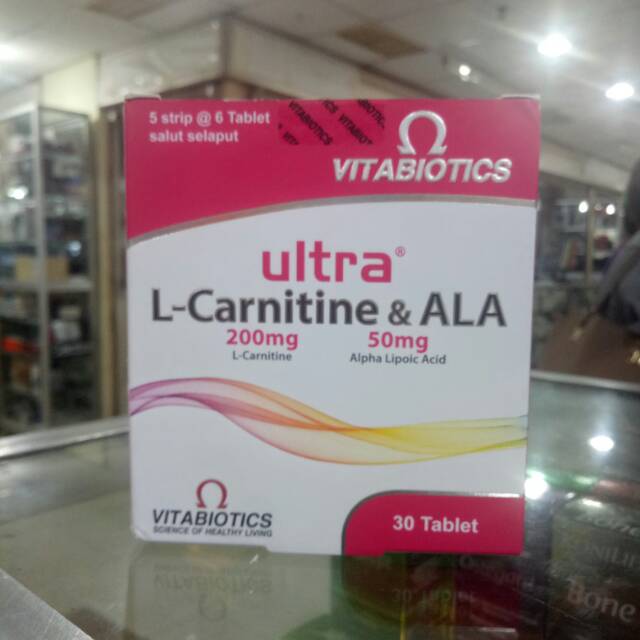 5 strip @ 6 Tablet
salut selaput
VITABIOTICS
VITABIOTICS
ultra®
L-Carnitine & ALA
200mg
L-Carnitine
50mg
Alpha Lipoic Acid
VITABIOTICS
SCIENCE OF HEALTHY LIVING
30 Tablet
Bone